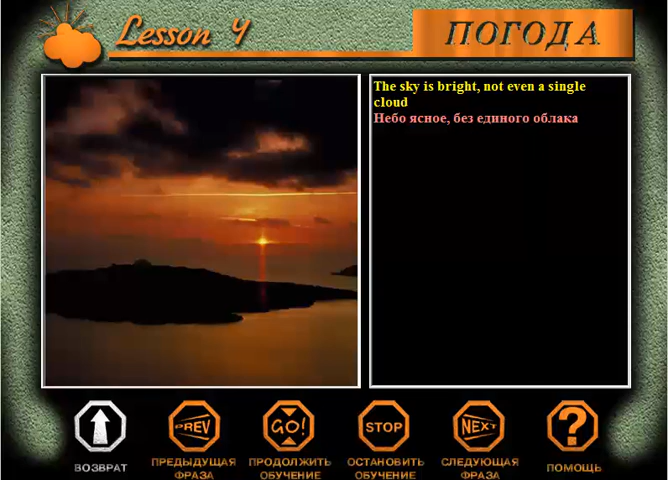 Lesson 4
ПОГОДА
The sky is bright, not even a single
cloud
Небо ясное, без единого облака
PREV
GO!
STOP
NEXT
?
ВОЗВРАТ
ПРЕДЫДУЩАЯ
ФРАЗА
ПРОДОЛЖИТЬ
ОБУЧЕНИЕ
ОСТАНОВИТЬ
ОБУЧЕНИЕ
СЛЕДУЮЩАЯ
ФРАЗА
ПОМОЩЬ